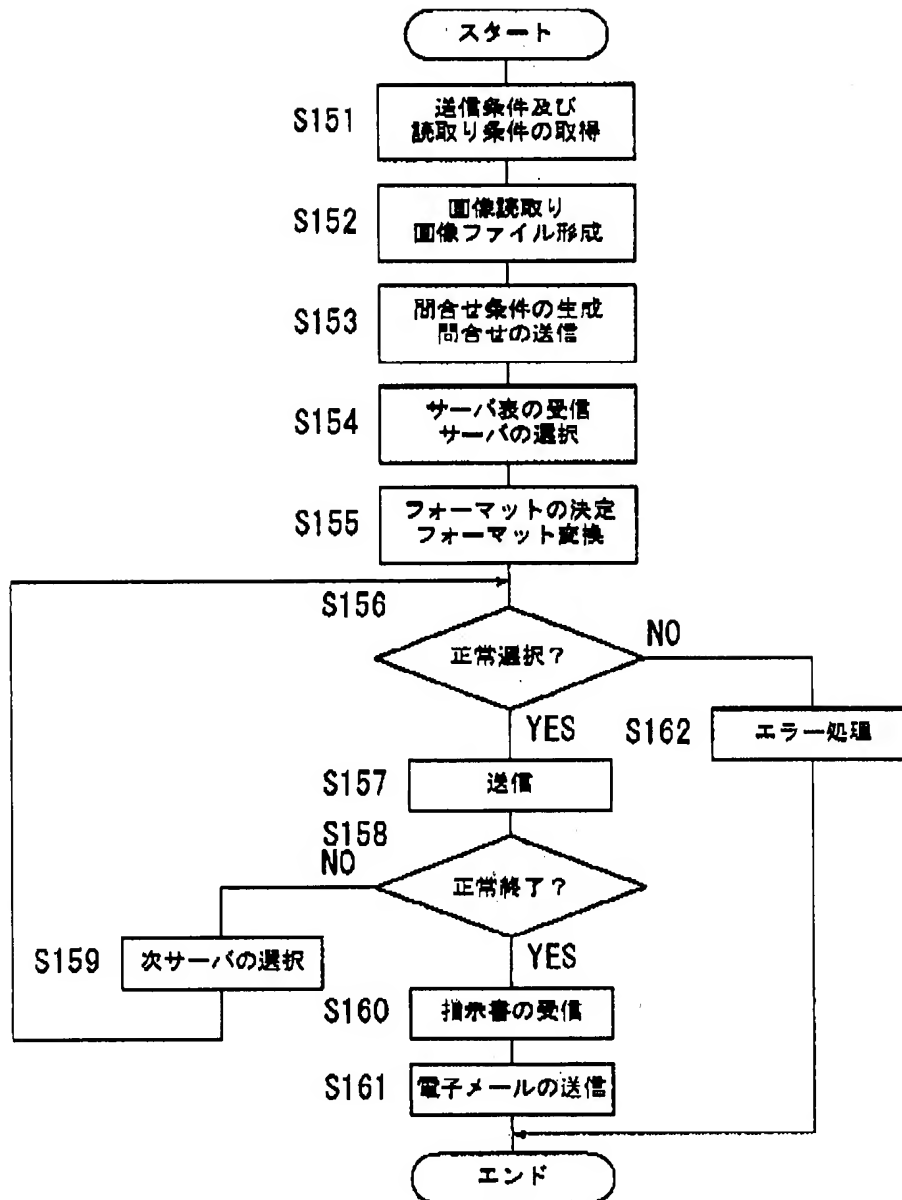 スタート
S151
送信条件及び
読取り条件の取得
S152
画像読取り
画像ファイル形成
S153
問合せ条件の生成
問合せの送信
S154
サーバ表の受信
サーバの選択
S155
フォーマットの決定
フォーマット変換
S156
正常選択?
NO
YES
S162
エラー処理
S157
送信
S158
NO
正常終了?
YES
S159
次サーバの選択
S160
指示書の受信
S161
電子メールの送信
エンド